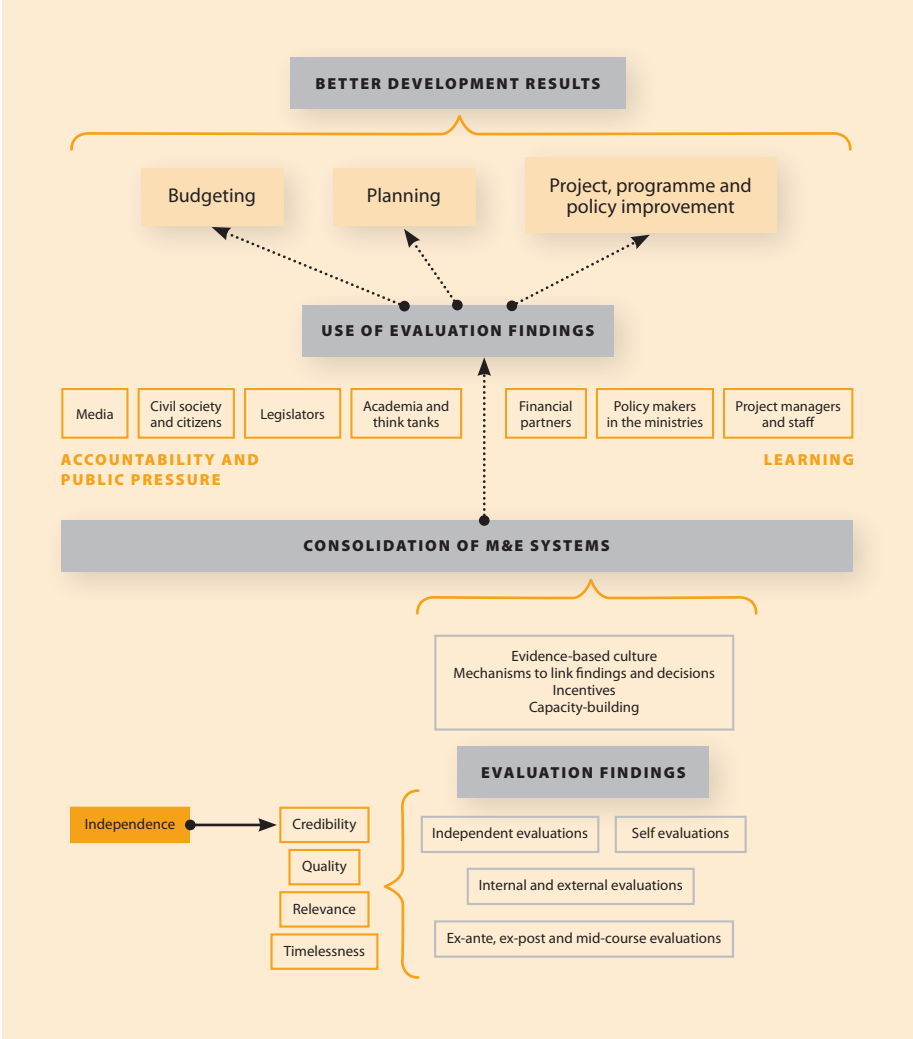 BETTER DEVELOPMENT RESULTS
Budgeting
Planning
Project, programme and
policy improvement
USE OF EVALUATION FINDINGS
Media
Civil society
and citizens
Legislators
Academia and
think tanks
Financial
partners
Policy makers
in the ministries
Project managers
and staff
ACCOUNTABILITY AND
PUBLIC PRESSURE
LEARNING
CONSOLIDATION OF M&E SYSTEMS
Evidence-based culture
Mechanisms to link findings and decisions
Incentives
Capacity-building
EVALUATION FINDINGS
Independence
Credibility
Quality
Relevance
Timelessness
Independent evaluations
Self evaluations
Internal and external evaluations
Ex-ante, ex-post and mid-course evaluations